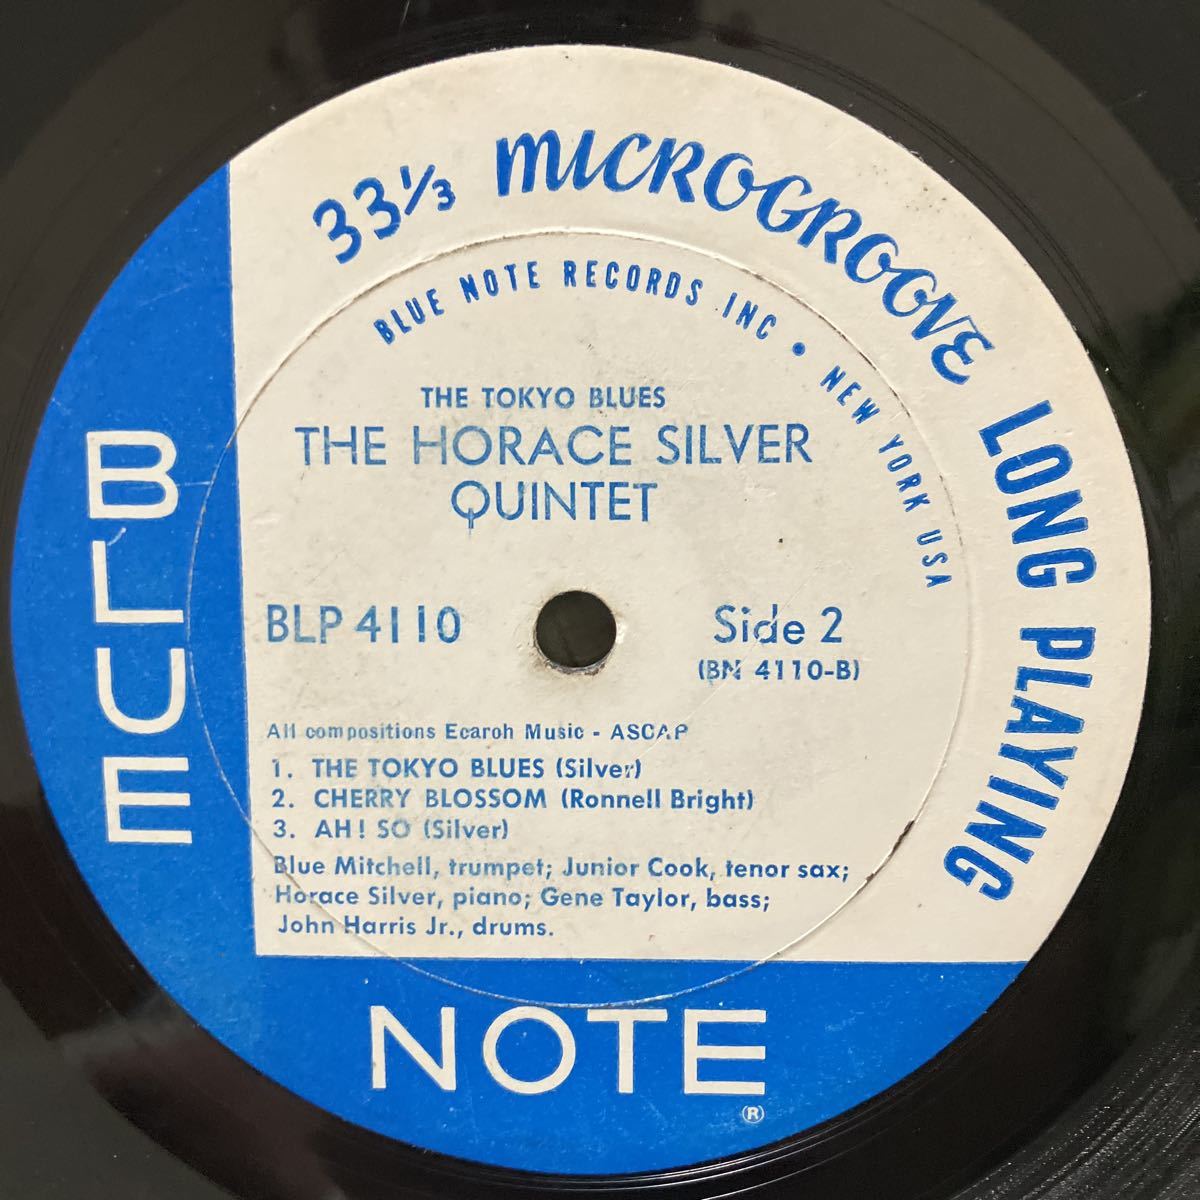 33⅓ MICROGROOVE LONG PLAYING
BLUE NOTE RECORDS INC • NEW YORK USA
THE TOKYO BLUES
THE HORACE SILVER
QUINTET
BLP 4110
Side 2
(BN 4110-B)
All compositions Ecaroh Music - ASCAP
1. THE TOKYO BLUES (Silver)
2. CHERRY BLOSSOM (Ronnell Bright)
3. AH! SO (Silver)
Blue Mitchell, trumpet; Junior Cook, tenor sax;
Horace Silver, piano; Gene Taylor, bass;
John Harris Jr., drums.
BLUE
NOTE
®